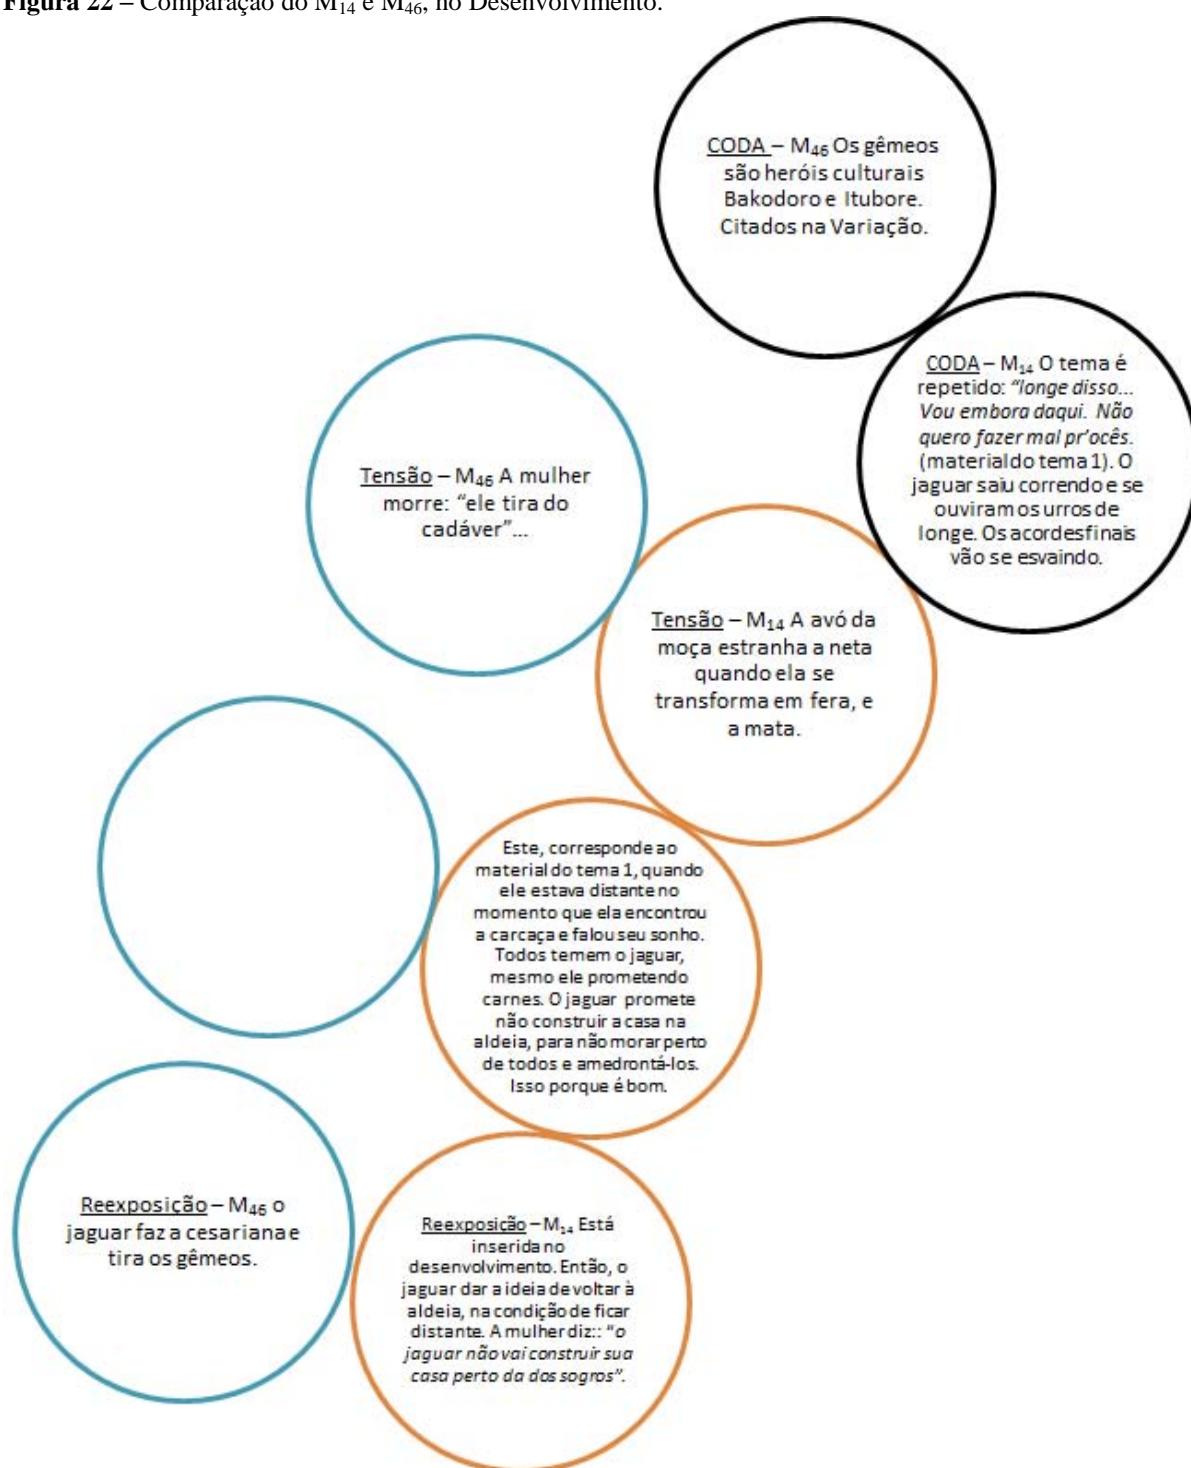 Figura 22 – Comparação do M₁₄ e M₄₆, no Desenvolvimento.
CODA – M₄₆ Os gêmeos
são heróis culturais
Bakodoro e Itubore.
Citados na Variação.
CODA – M₁₄ O tema é
repetido: “longe disso...
Vou embora daqui. Não
quero fazer mal pr’ocês.
(material do tema 1). O
jaguar saiu correndo e se
ouviram os urros de
longe. Os acordes finais
vão se esvaindo.
Tensão – M₄₆ A mulher
morre: “ele tira do
cadáver”...
Tensão – M₁₄ A avó da
moça estranha a neta
quando ela se
transforma em fera, e
a mata.
Este, corresponde ao
material do tema 1, quando
ele estava distante no
momento que ela encontrou
a carcaça e falou seu sonho.
Todos temem o jaguar,
mesmo ele prometendo
carnes. O jaguar promete
não construir a casa na
aldeia, para não morar perto
de todos e amedrontá-los.
Isso porque é bom.
Reexposição – M₄₆ o
jaguar faz a cesariana e
tira os gêmeos.
Reexposição – M₁₄ Está
inserida no
desenvolvimento. Então, o
jaguar dar a ideia de voltar à
aldeia, na condição de ficar
distante. A mulher diz:: “o
jaguar não vai construir sua
casa perto da dos sogros”.